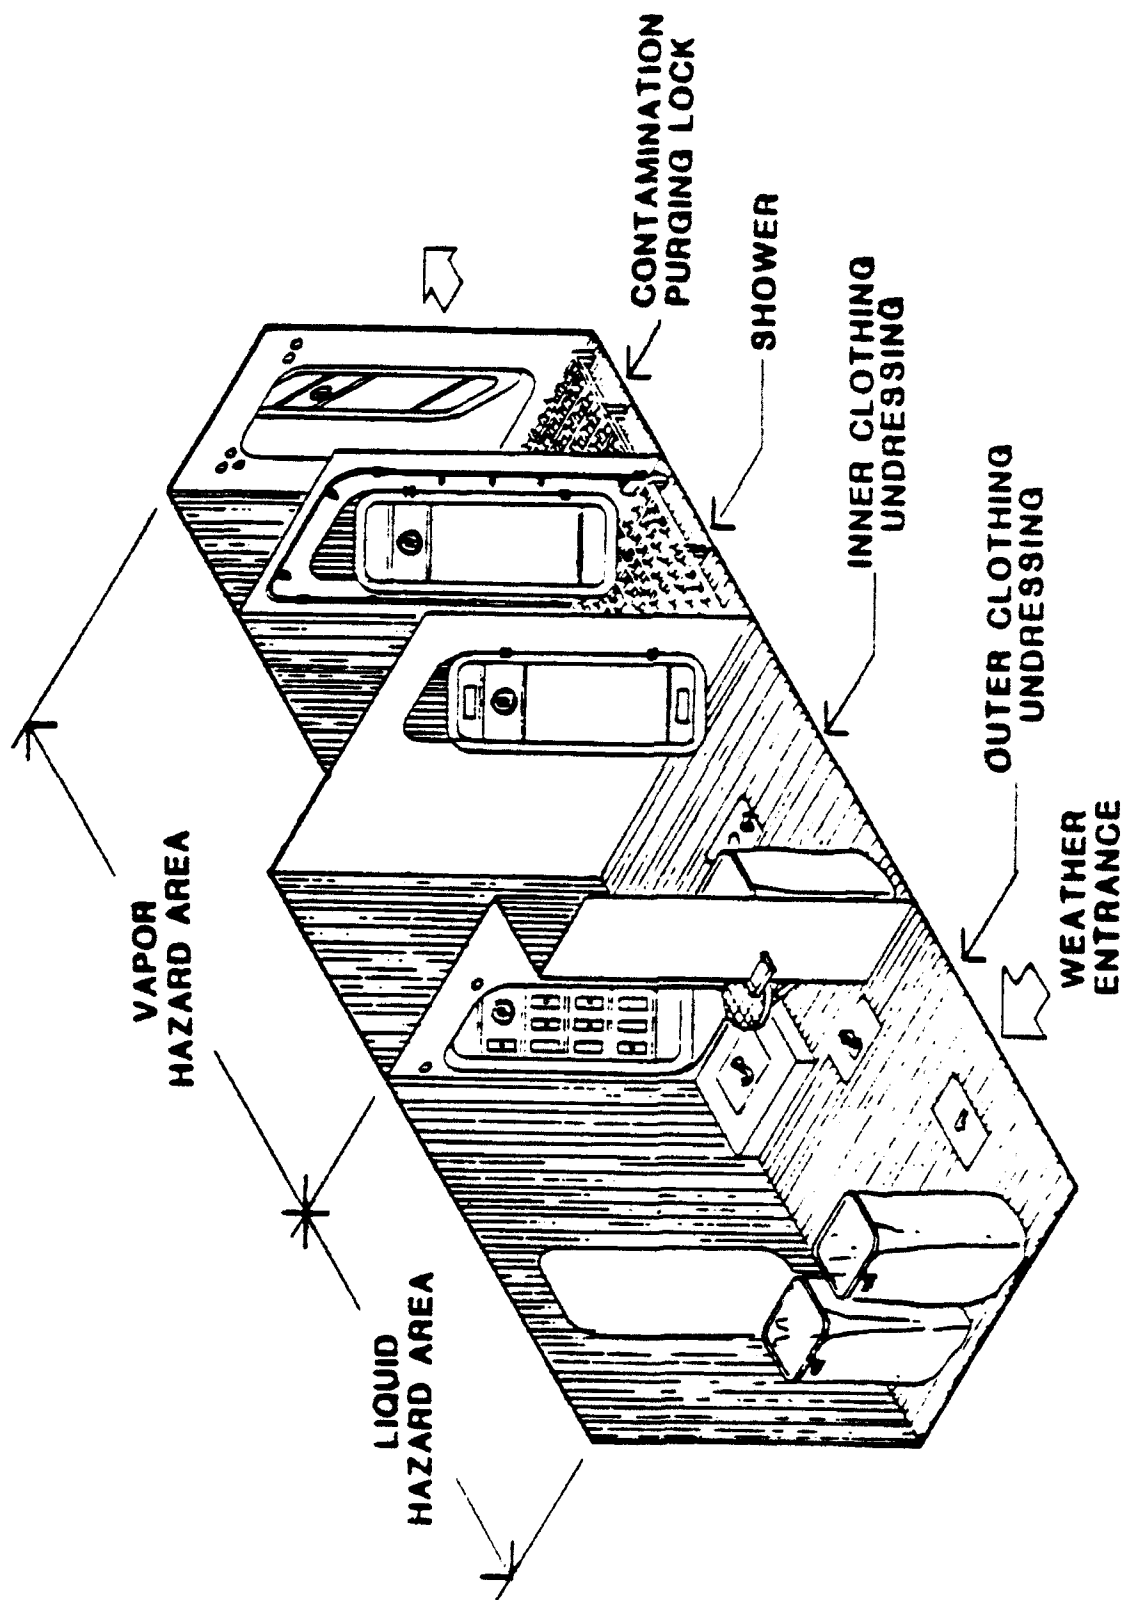 VAPOR
HAZARD AREA
LIQUID
HAZARD AREA
CONTAMINATION
PURGING LOCK
SHOWER
INNER CLOTHING
UNDRESSING
OUTER CLOTHING
UNDRESSING
WEATHER
ENTRANCE